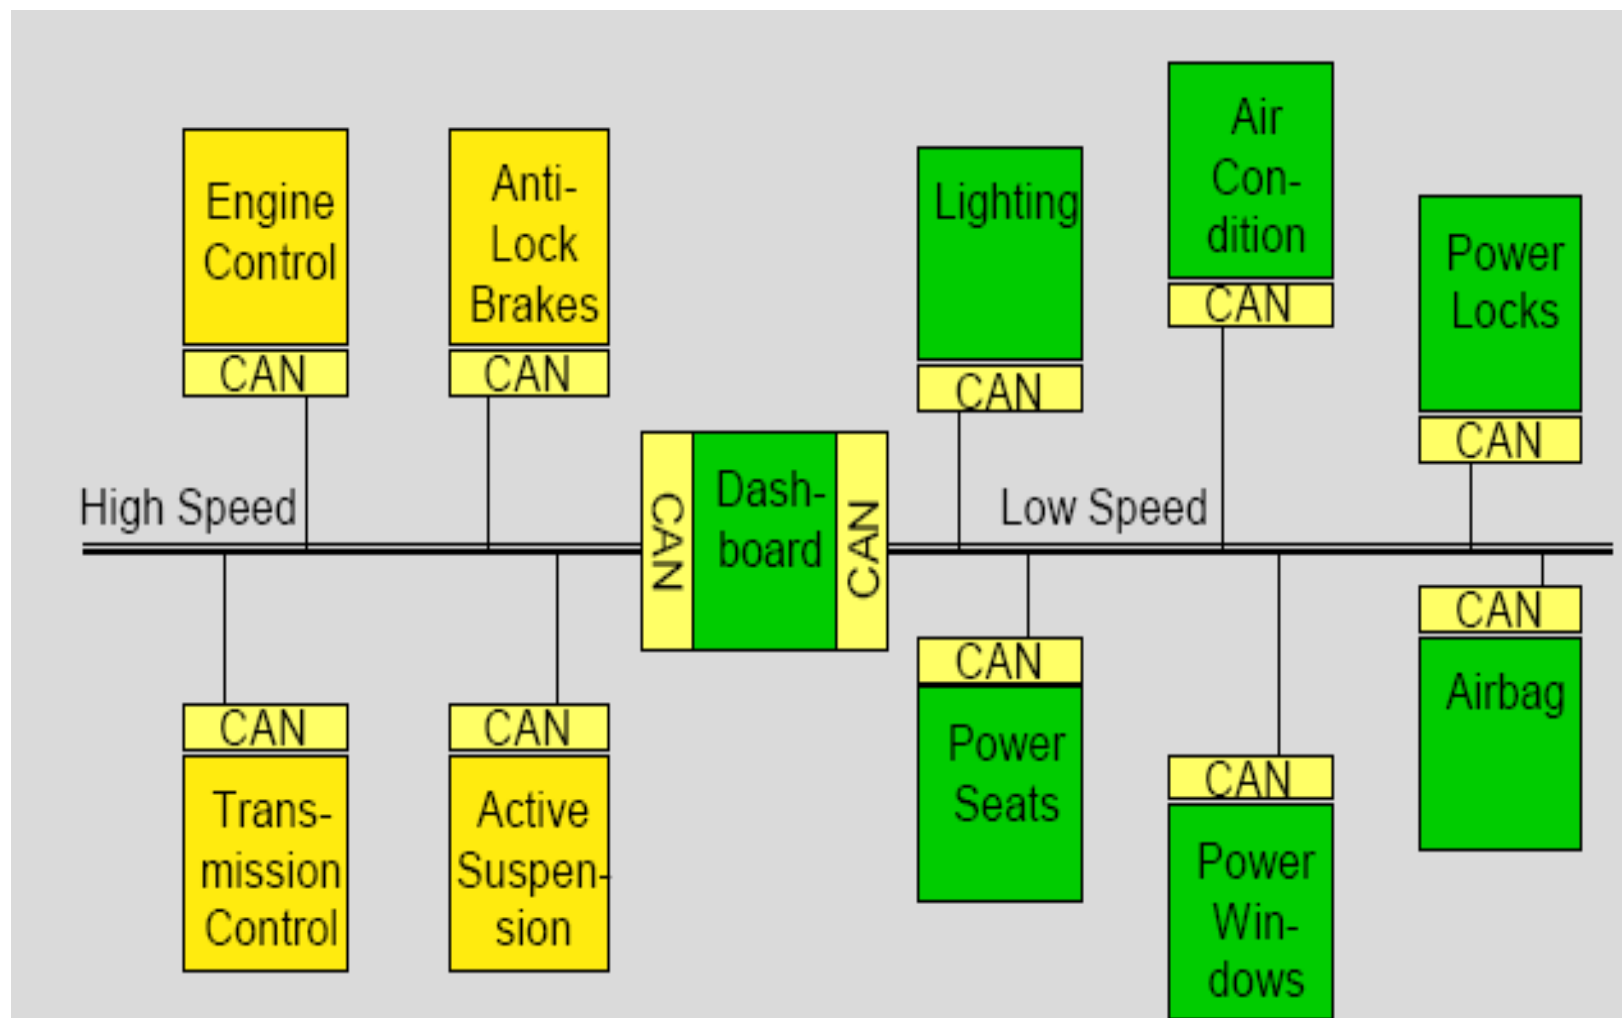 Engine
Control
CAN
Anti-
Lock
Brakes
CAN
Lighting
CAN
Air
Con-
dition
CAN
Power
Locks
CAN
High Speed
CAN
Dash-
board
CAN
Low Speed
CAN
Trans-
mission
Control
CAN
Active
Suspen-
sion
CAN
Power
Seats
CAN
Power
Win-
dows
CAN
Airbag